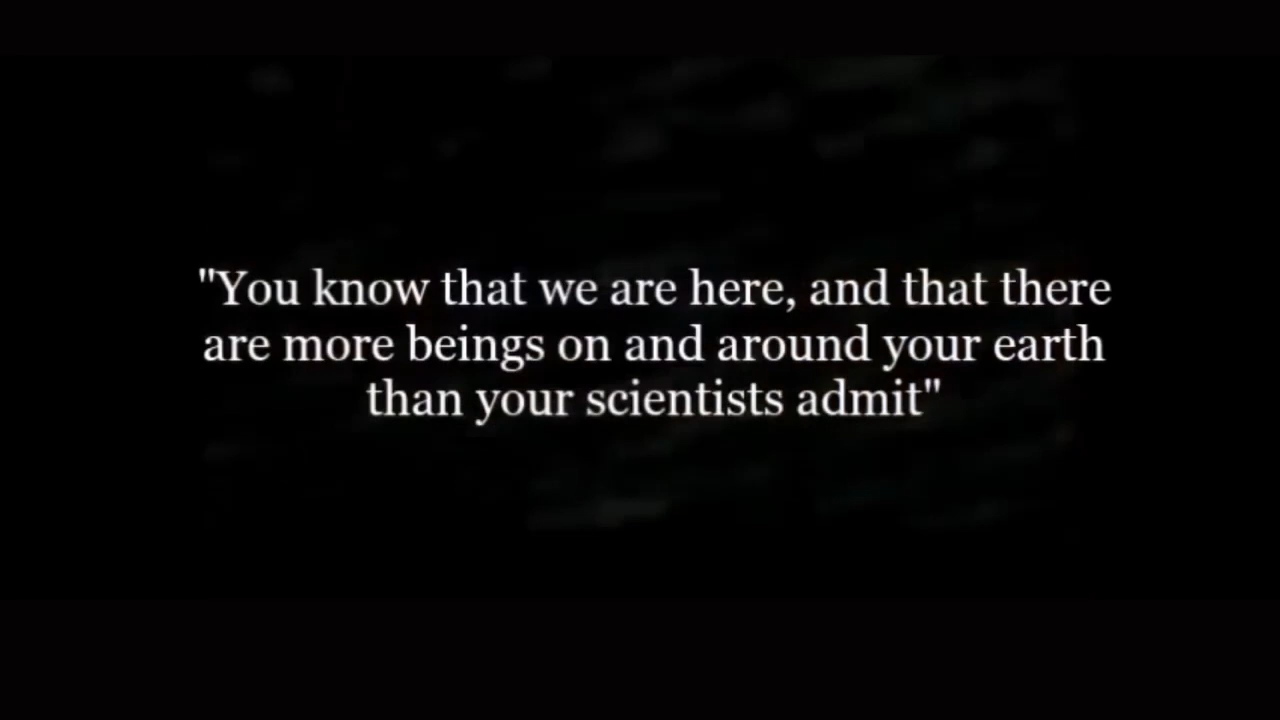 "You know that we are here, and that there
are more beings on and around your earth
than your scientists admit"